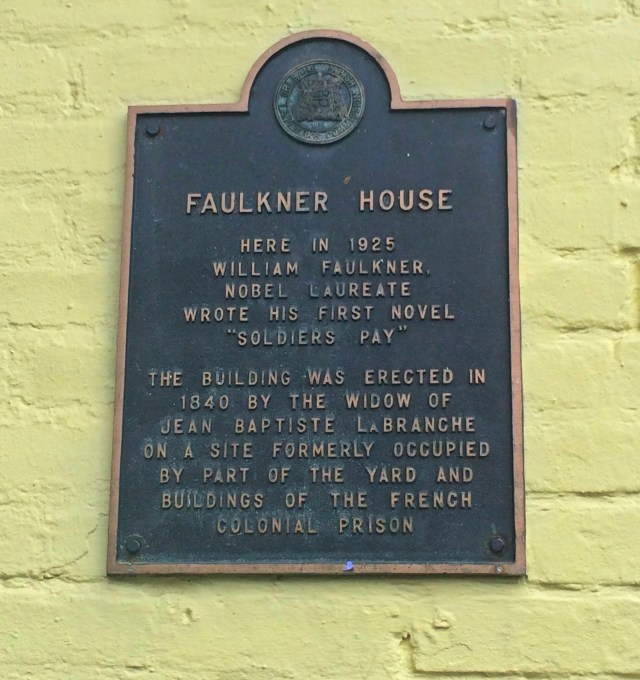 FAULKNER HOUSE
HERE IN 1925
WILLIAM FAULKNER,
NOBEL LAUREATE
WROTE HIS FIRST NOVEL
"SOLDIERS PAY"
THE BUILDING WAS ERECTED IN
1840 BY THE WIDOW OF
JEAN BAPTISTE LABRANCHE
ON A SITE FORMERLY OCCUPIED
BY PART OF THE YARD AND
BUILDINGS OF THE FRENCH
COLONIAL PRISON